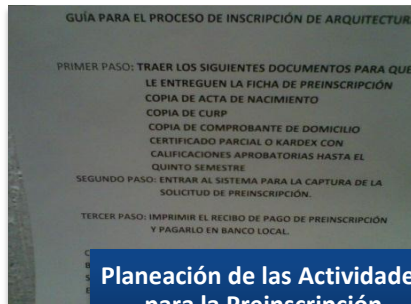 GUÍA PARA EL PROCESO DE INSCRIPCIÓN DE ARQUITECTURA
PRIMER PASO: TRAER LOS SIGUIENTES DOCUMENTOS PARA QUE
LE ENTREGUEN LA FICHA DE PREINSCRIPCIÓN
COPIA DE ACTA DE NACIMIENTO
COPIA DE CURP
COPIA DE COMPROBANTE DE DOMICILIO
CERTIFICADO PARCIAL O KARDEX CON
CALIFICACIONES APROBATORIAS HASTA EL
QUINTO SEMESTRE
SEGUNDO PASO: ENTRAR AL SISTEMA PARA LA CAPTURA DE LA
SOLICITUD DE PREINSCRIPCIÓN.
TERCER PASO: IMPRIMIR EL RECIBO DE PAGO DE PREINSCRIPCIÓN
Y PAGARLO EN BANCO LOCAL.
Planeación de las Actividade
para la Preinscripción